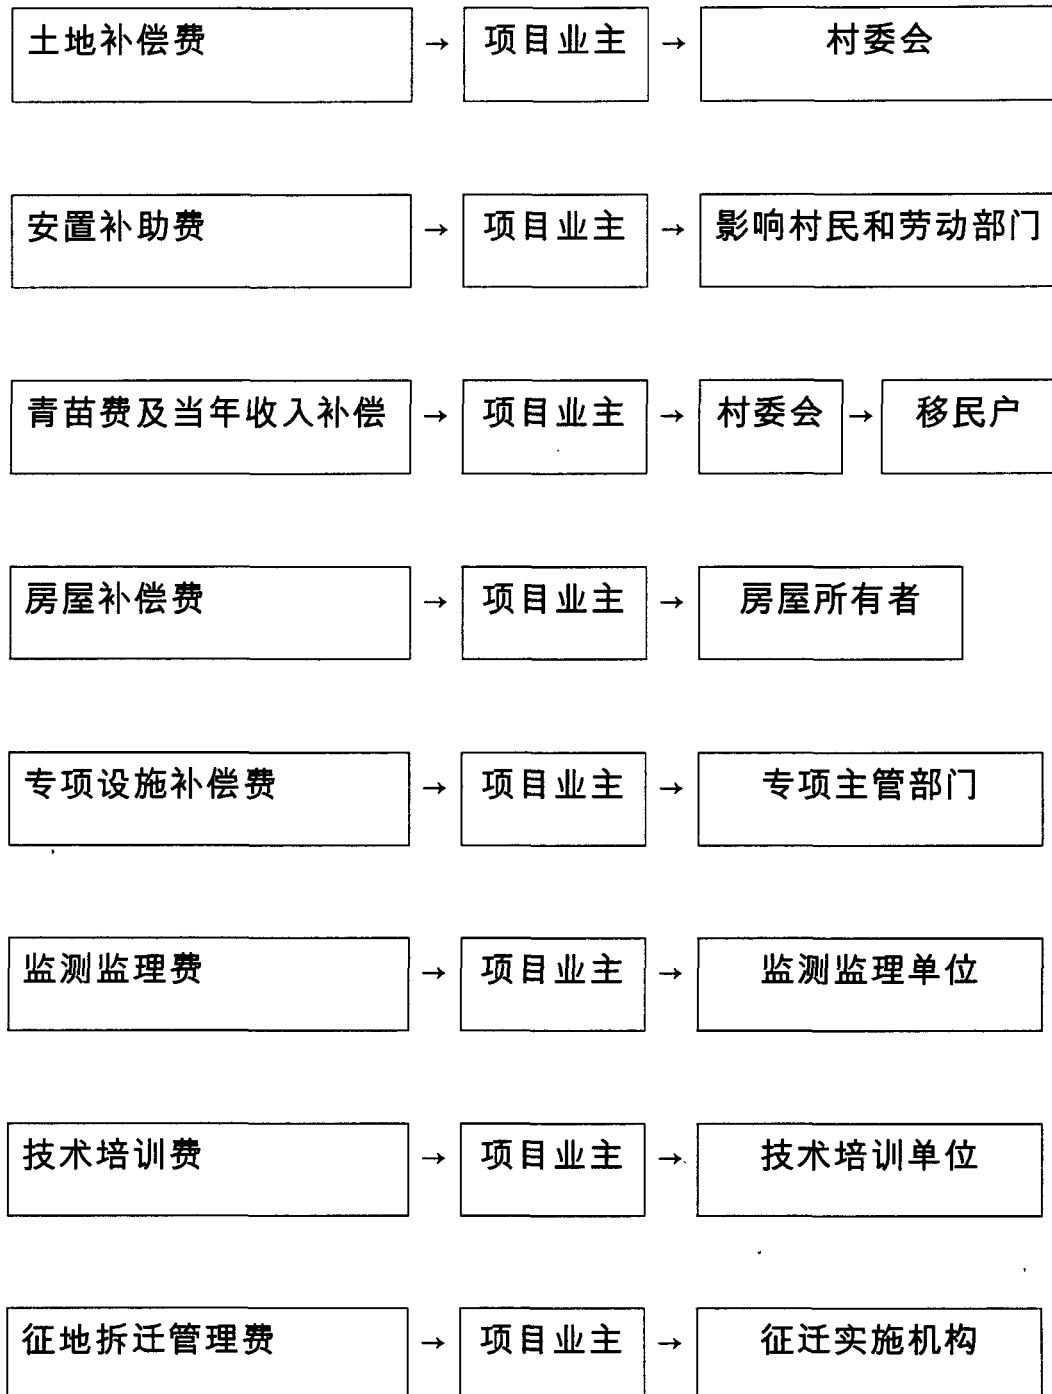 土地补偿费 → 项目业主 → 村委会
安置补助费 → 项目业主 → 影响村民和劳动部门
青苗费及当年收入补偿 → 项目业主 → 村委会 → 移民户
房屋补偿费 → 项目业主 → 房屋所有者
专项设施补偿费 → 项目业主 → 专项主管部门
监测监理费 → 项目业主 → 监测监理单位
技术培训费 → 项目业主 → 技术培训单位
征地拆迁管理费 → 项目业主 → 征迁实施机构